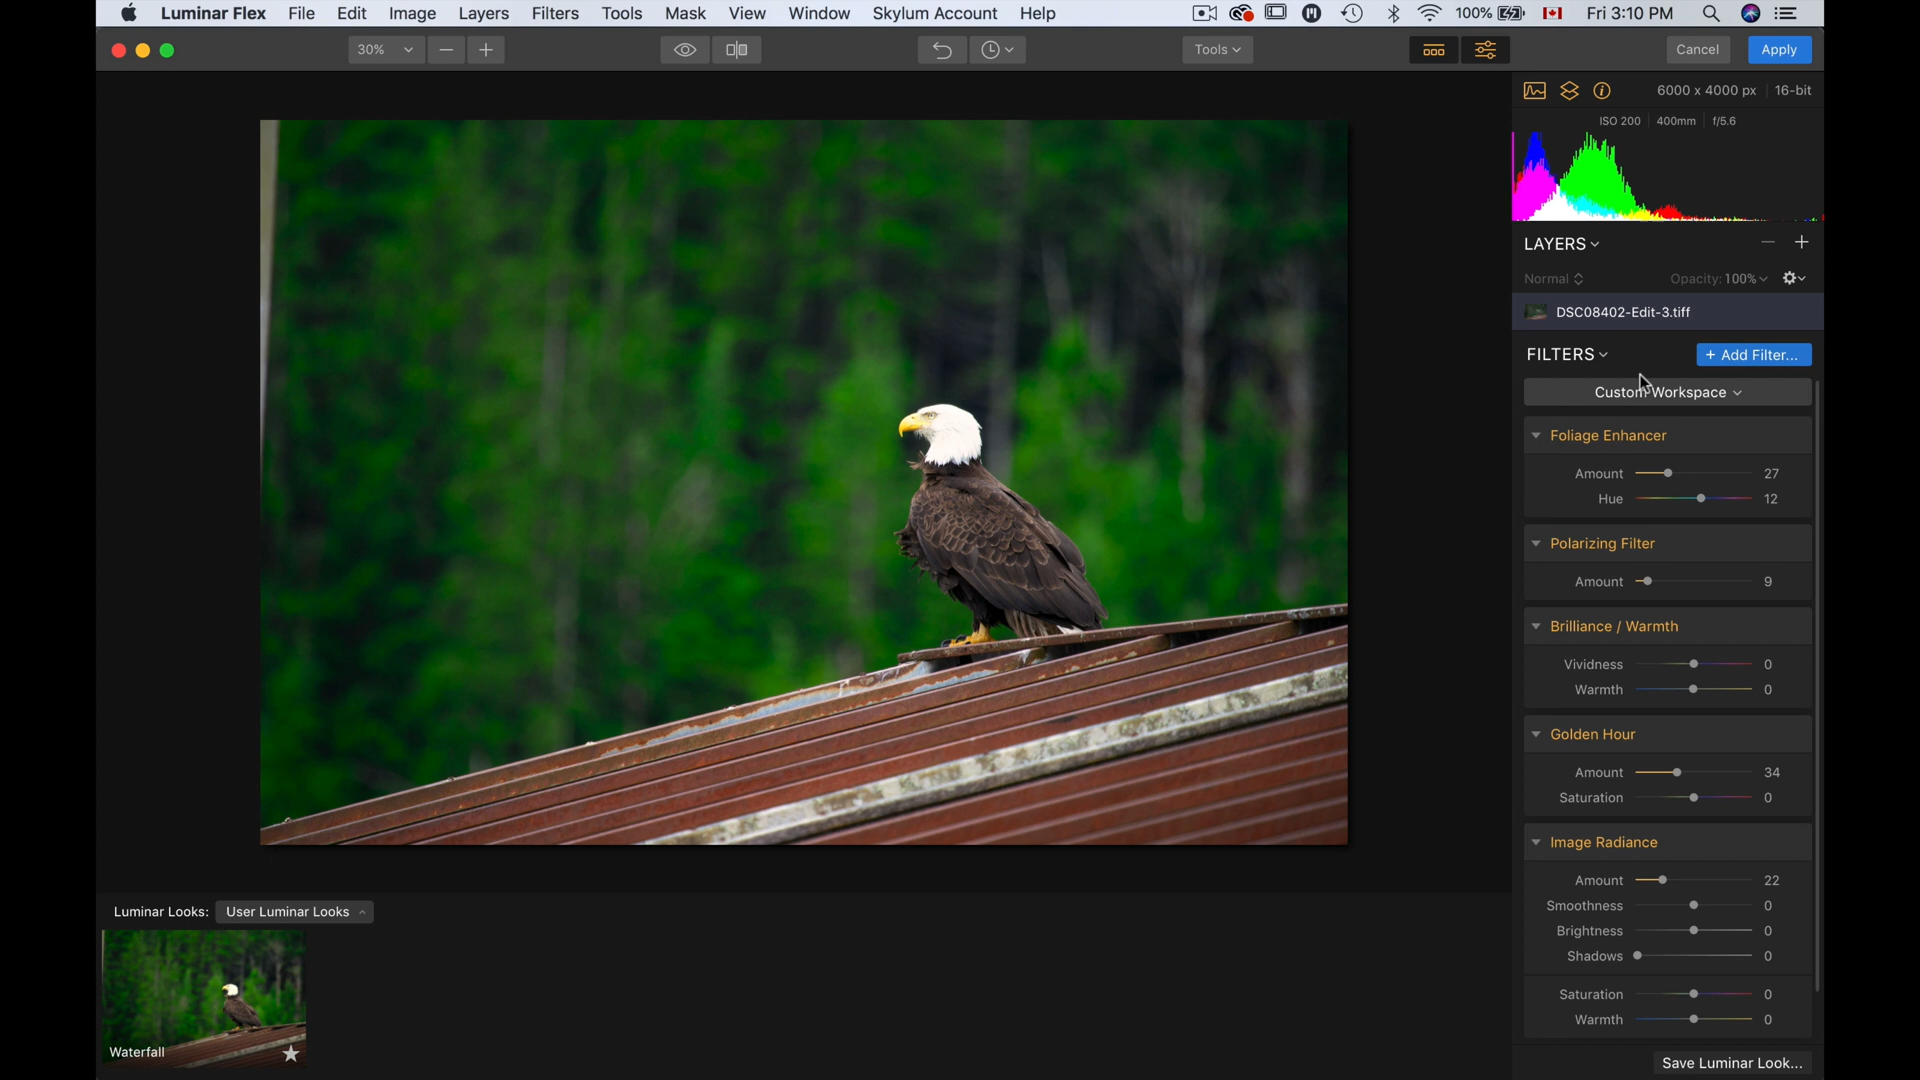 Luminar Flex File Edit Image Layers Filters Tools Mask View Window Skylum Account Help 100% Fri 3:10 PM
30% Tools Cancel Apply
6000 x 4000 px 16-bit
ISO 200 400mm f/5.6
LAYERS
Normal Opacity: 100%
DSC08402-Edit-3.tiff
FILTERS + Add Filter...
Custom Workspace
Foliage Enhancer
Amount 27
Hue 12
Polarizing Filter
Amount 9
Brilliance / Warmth
Vividness 0
Warmth 0
Golden Hour
Amount 34
Saturation 0
Image Radiance
Amount 22
Smoothness 0
Brightness 0
Shadows 0
Saturation 0
Warmth 0
Luminar Looks: User Luminar Looks
Waterfall
Save Luminar Look...